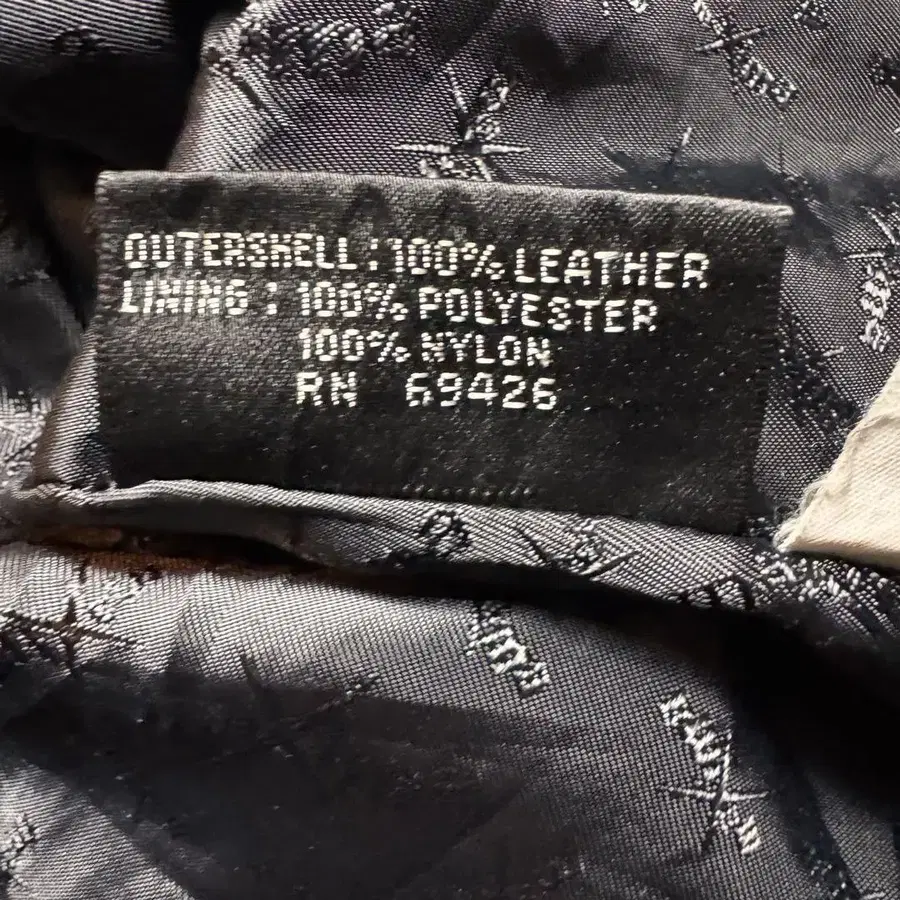 OUTERSHELL : 100% LEATHER
LINING : 100% POLYESTER
100% NYLON
RN 69426